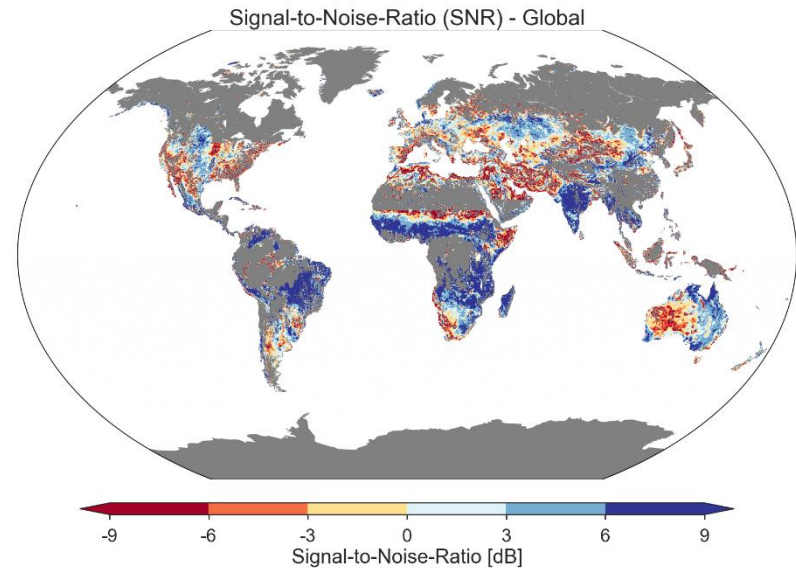 Signal-to-Noise-Ratio (SNR) - Global
-9 -6 -3 0 3 6 9
Signal-to-Noise-Ratio [dB]